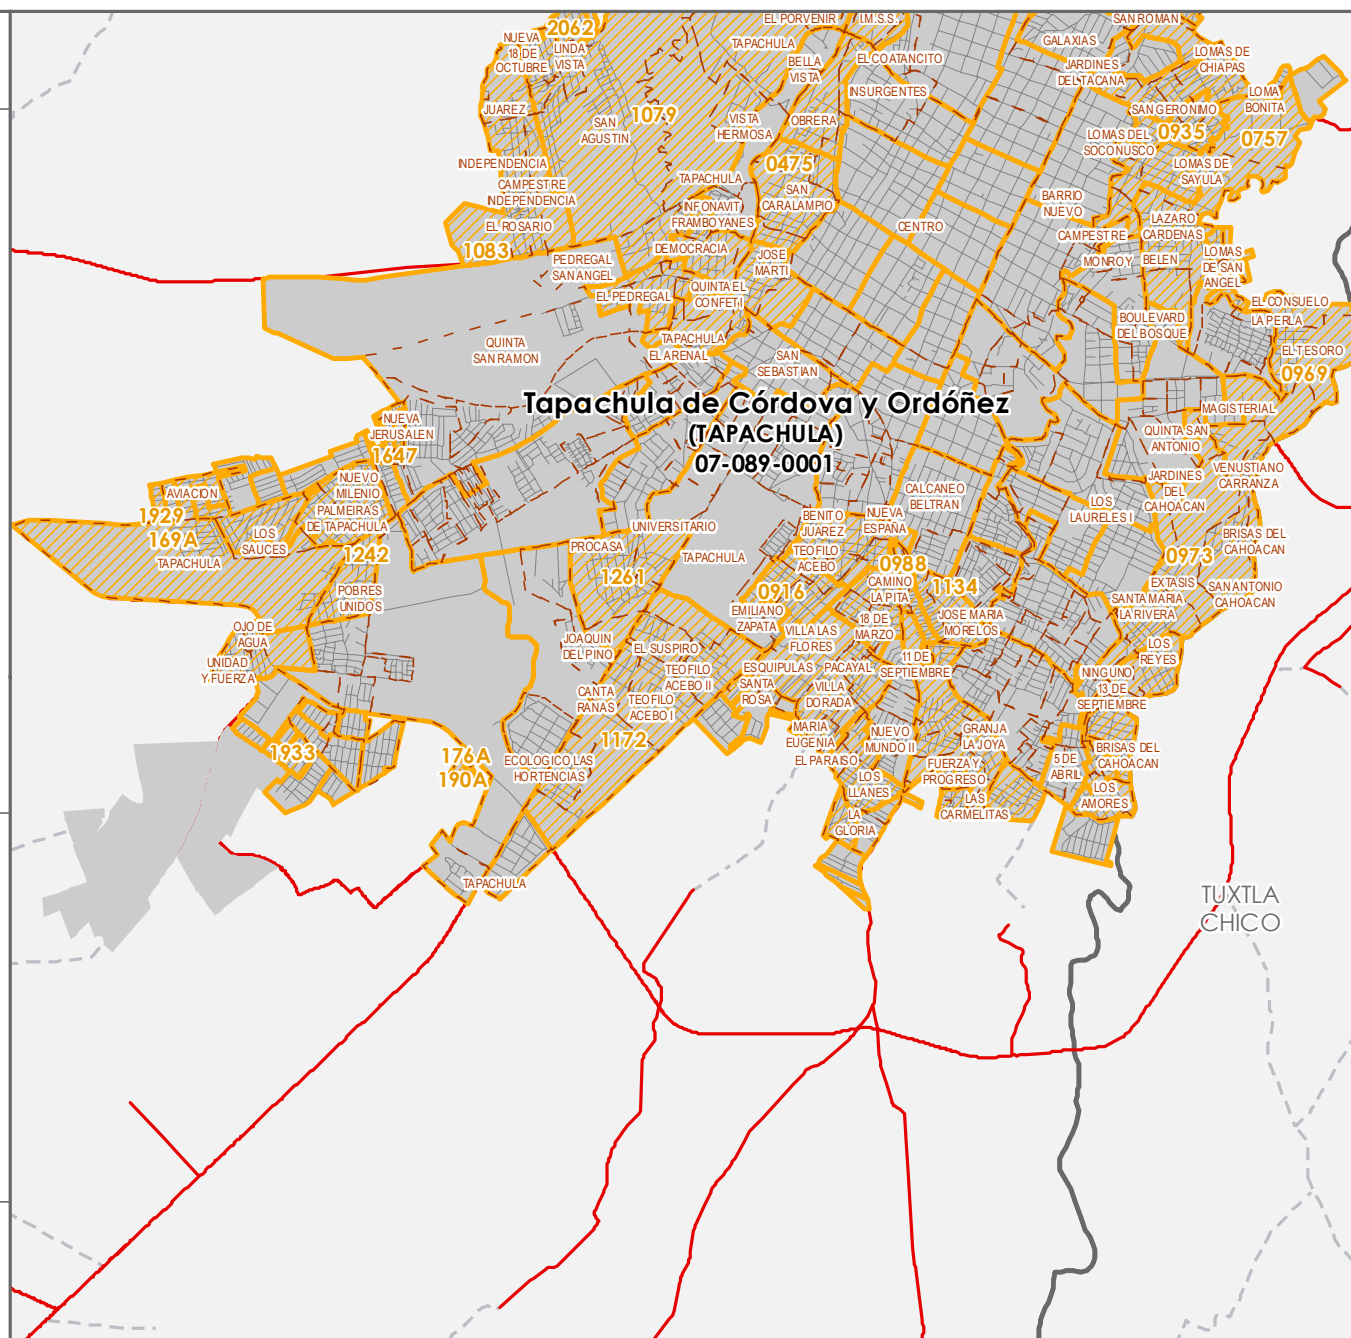 EL PORVENIR
I.M.S.S.
SAN ROMAN
2062
NUEVA
18 DE
OCTUBRE
LINDA
VISTA
TAPACHULA
BELLA
VISTA
EL COATANCITO
GALAXIAS
LOMAS DE
CHIAPAS
JARDINES
DEL TACANA
INSURGENTES
LOMA
BONITA
JUAREZ
1079
SAN
AGUSTIN
VISTA
HERMOSA
OBRERA
SAN GERONIMO
0935
0757
LOMAS DEL
SOCONUSCO
INDEPENDENCIA
0475
LOMAS DE
SAYULA
TAPACHULA
CAMPESTRE
INDEPENDENCIA
SAN
CARALAMPIO
BARRIO
NUEVO
INFONAVIT
FRAMBOYANES
EL ROSARIO
CENTRO
LAZARO
CARDENAS
CAMPESTRE
1083
DEMOCRACIA
PEDREGAL
SAN ANGEL
JOSE
MARTI
MONROY
BELEN
LOMAS
DE SAN
ANGEL
EL PEDREGAL
QUINTA EL
CONFETI
EL CONSUELO
LA PERLA
BOULEVARD
DEL BOSQUE
QUINTA
SAN RAMON
TAPACHULA
EL ARENAL
SAN
SEBASTIAN
EL TESORO
0969
Tapachula de Córdova y Ordóñez
(TAPACHULA)
07-089-0001
MAGISTERIAL
NUEVA
JERUSALEN
1647
QUINTA SAN
ANTONIO
NUEVO
MILENIO
PALMEIRAS
DE TAPACHULA
VENUSTIANO
CARRANZA
JARDINES
DEL
CAHOACAN
AVIACION
CALCANEO
BELTRAN
LOS
LAURELES I
1929
169A
LOS
SAUCES
TAPACHULA
UNIVERSITARIO
BENITO
JUAREZ
NUEVA
ESPAÑA
BRISAS DEL
CAHOACAN
PROCASA
TAPACHULA
TEOFILO
ACEBO
1242
0988
0973
1261
0916
CAMINO
LA PITA
1134
EXTASIS
POBRES
UNIDOS
SAN ANTONIO
CAHOACAN
SANTA MARIA
LA RIVERA
EMILIANO
ZAPATA
18 DE
MARZO
JOSE MARIA
MORELOS
OJO DE
AGUA
VILLA LAS
FLORES
JOAQUIN
DEL PINO
EL SUSPIRO
LOS
REYES
UNIDAD
Y FUERZA
TEOFILO
ACEBO II
ESQUIPULAS
PACAYAL
11 DE
SEPTIEMBRE
NINGUNO
13 DE
SEPTIEMBRE
CANTA
RANAS
SANTA
ROSA
VILLA
DORADA
TEOFILO
ACEBO I
MARIA
EUGENIA
NUEVO
MUNDO II
GRANJA
LA JOYA
1172
1933
176A
190A
ECOLOGICO LAS
HORTENCIAS
EL PARAISO
FUERZA Y
PROGRESO
5 DE
ABRIL
BRISAS DEL
CAHOACAN
LOS
LLANES
LOS
AMORES
LAS
CARMELITAS
LA
GLORIA
TAPACHULA
TUXTLA
CHICO